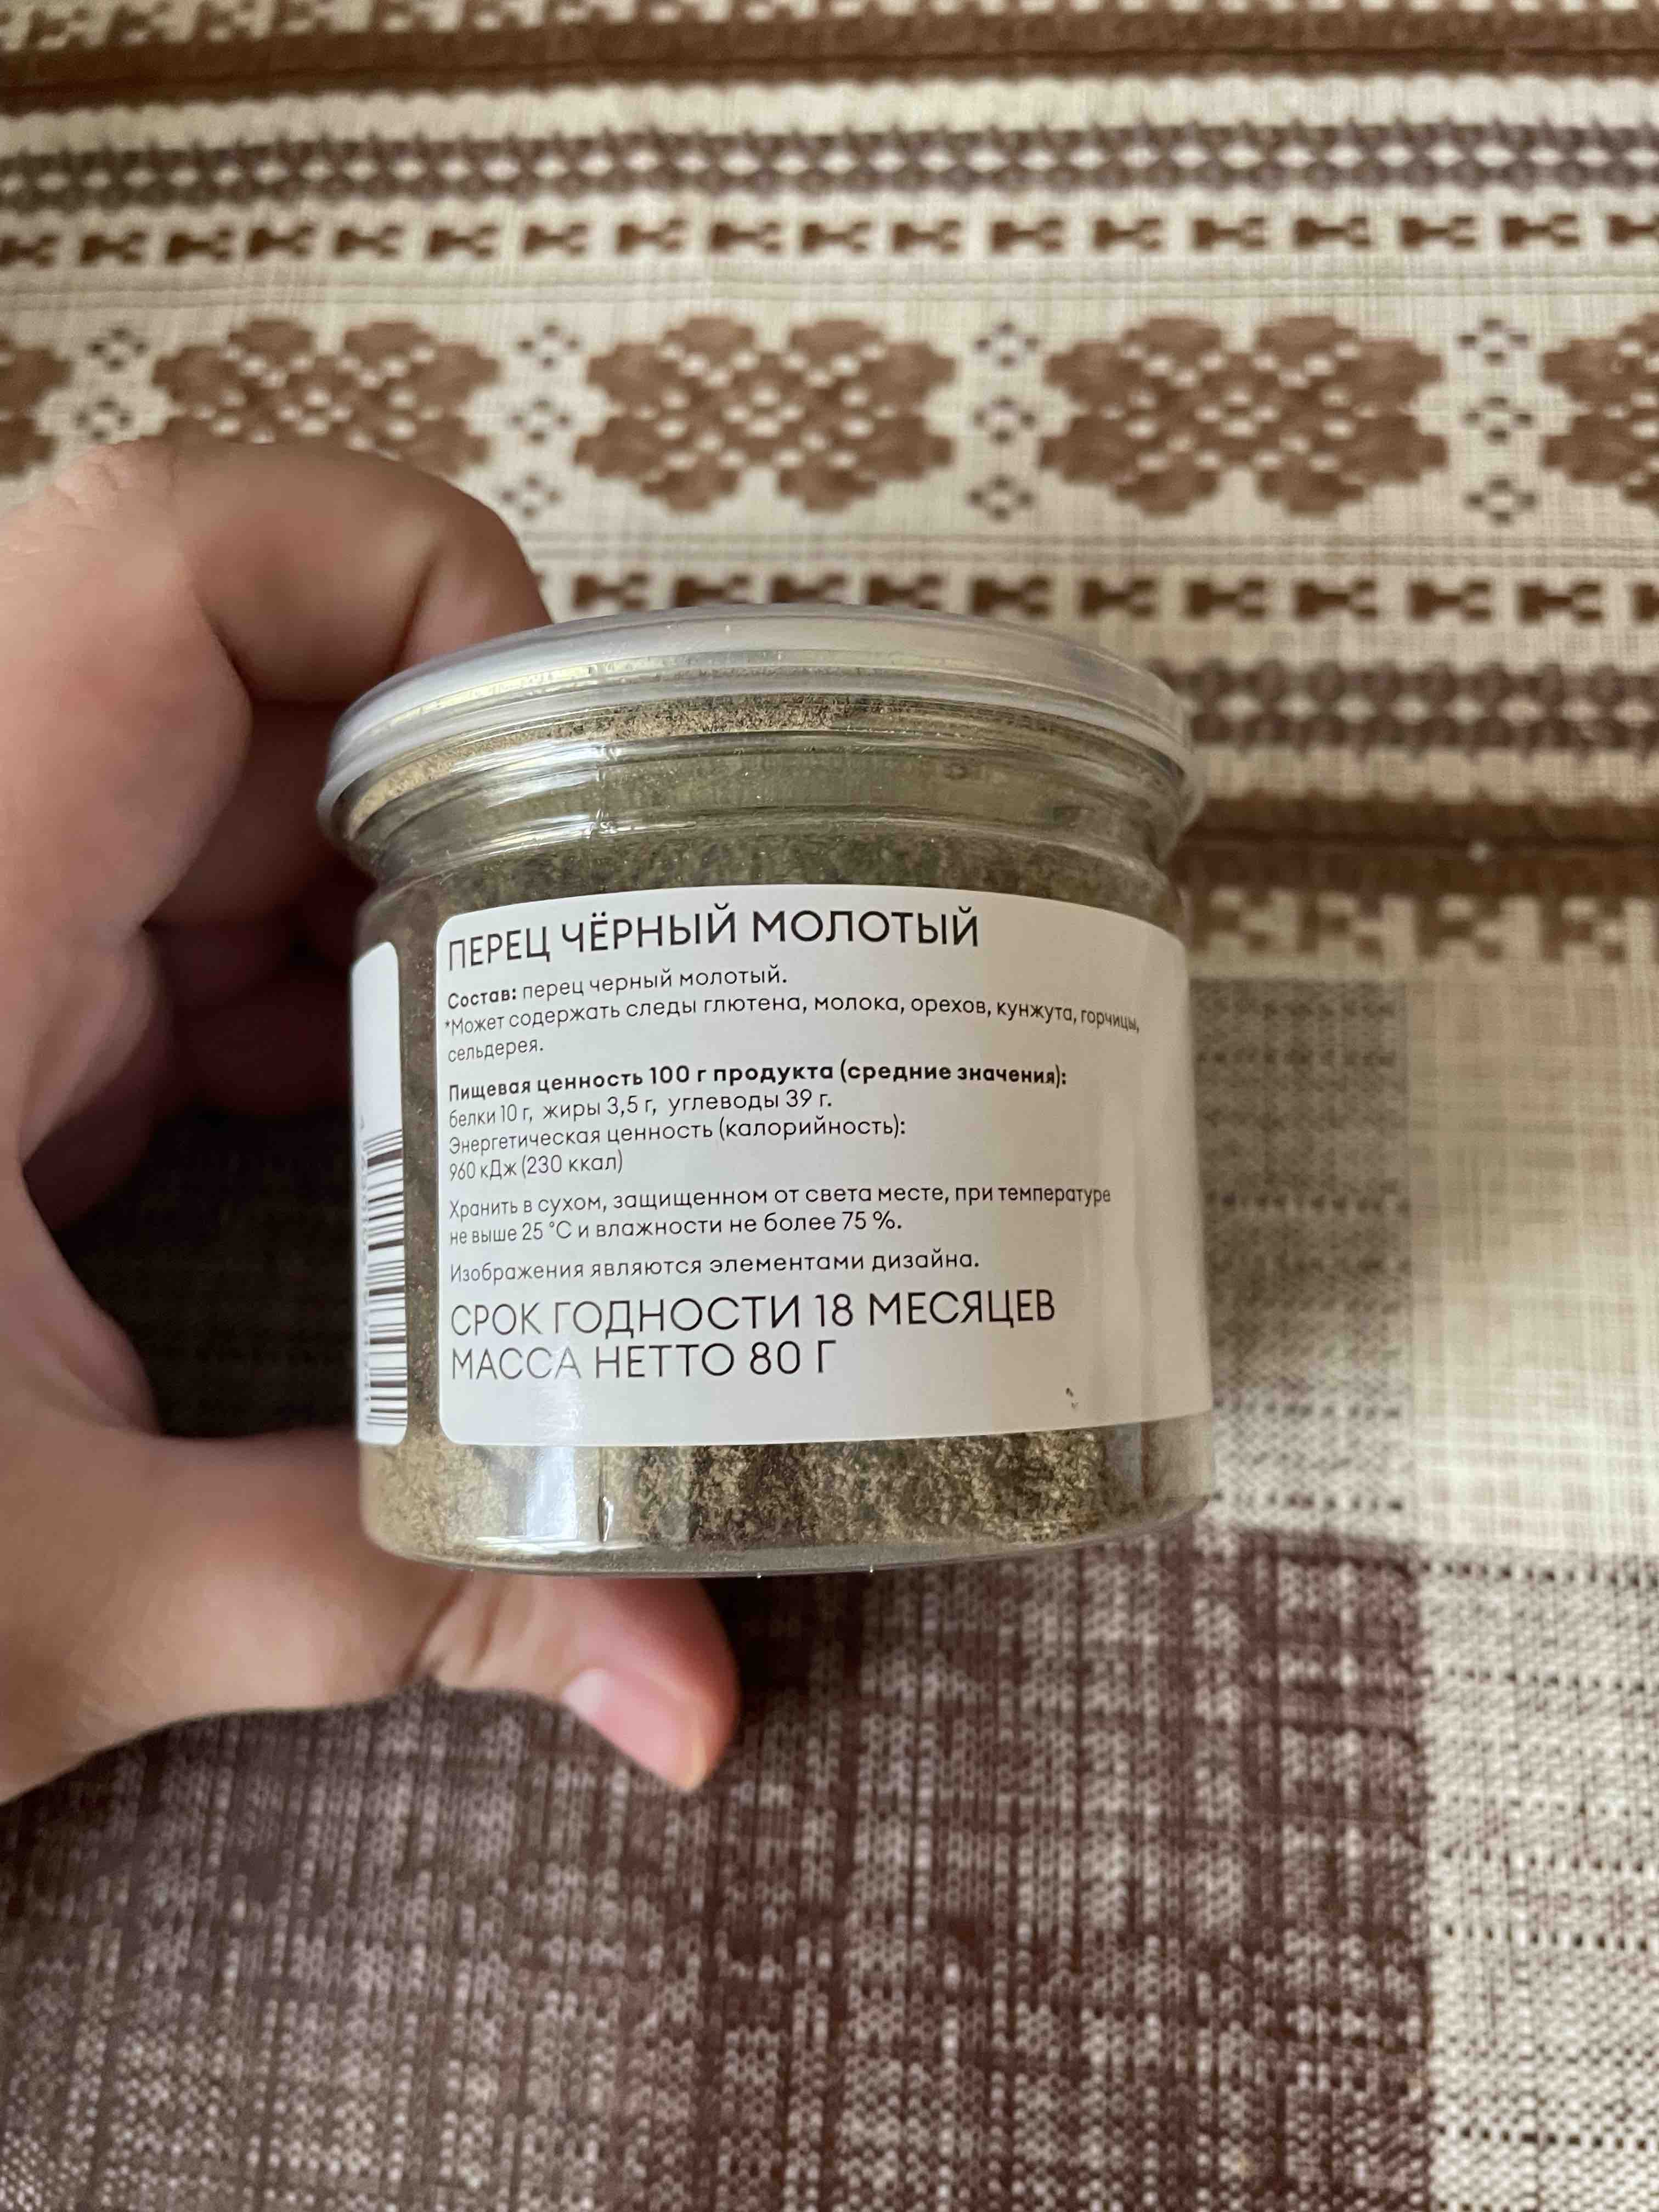 ПЕРЕЦ ЧЁРНЫЙ МОЛОТЫЙ
Состав: перец черный молотый.
*Может содержать следы глютена, молока, орехов, кунжута, горчицы,
сельдерея.
Пищевая ценность 100 г продукта (средние значения):
белки 10 г, жиры 3,5 г, углеводы 39 г.
Энергетическая ценность (калорийность):
960 кДж (230 ккал)
Хранить в сухом, защищенном от света месте, при температуре
не выше 25 °С и влажности не более 75 %.
Изображения являются элементами дизайна.
СРОК ГОДНОСТИ 18 МЕСЯЦЕВ
МАССА НЕТТО 80 Г